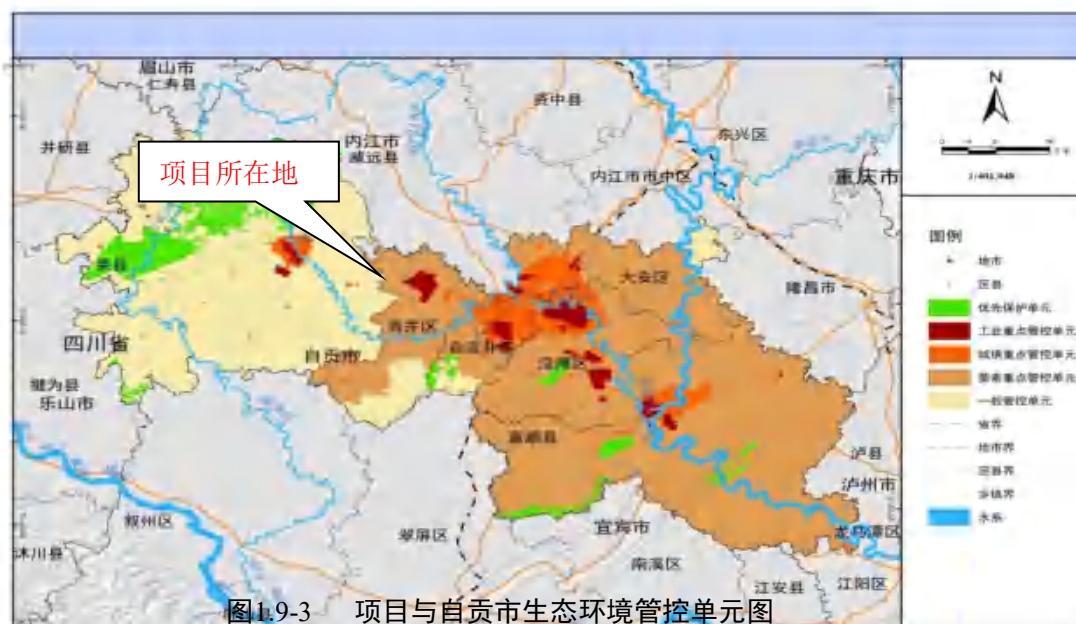 眉山市
仁寿县
资中县
井研县
内江市
威远县
东兴区
项目所在地
内江市市中区
重庆市
荣县
大安区
隆昌市
贡井区
四川省
自贡市
自流井区
沿滩区
犍为县
乐山市
富顺县
泸县
泸州市
叙州区
翠屏区
宜宾市
龙马潭区
沐川县
南溪区
江安县
江阳区
N
图例
地市
区县
优先保护单元
工业重点管控单元
城镇重点管控单元
要素重点管控单元
一般管控单元
省界
地市界
区县界
乡镇界
水系
图1.9-3 项目与自贡市生态环境管控单元图